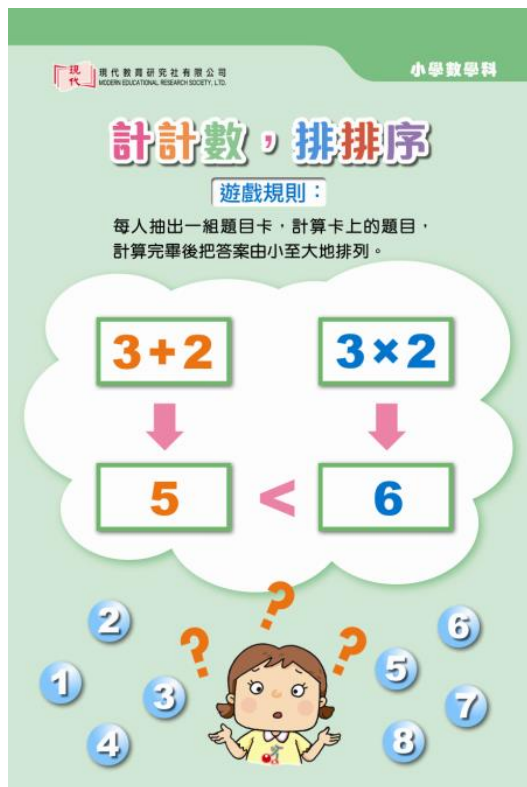 現代
現代教育研究社有限公司
MODERN EDUCATIONAL RESEARCH SOCIETY, LTD.
小學數學科
計計數，排排序
遊戲規則：
每人抽出一組題目卡，計算卡上的題目，
計算完畢後把答案由小至大地排列。
3+2
3×2
5 < 6
?
? ?
2
6
1
3
5
7
4
8